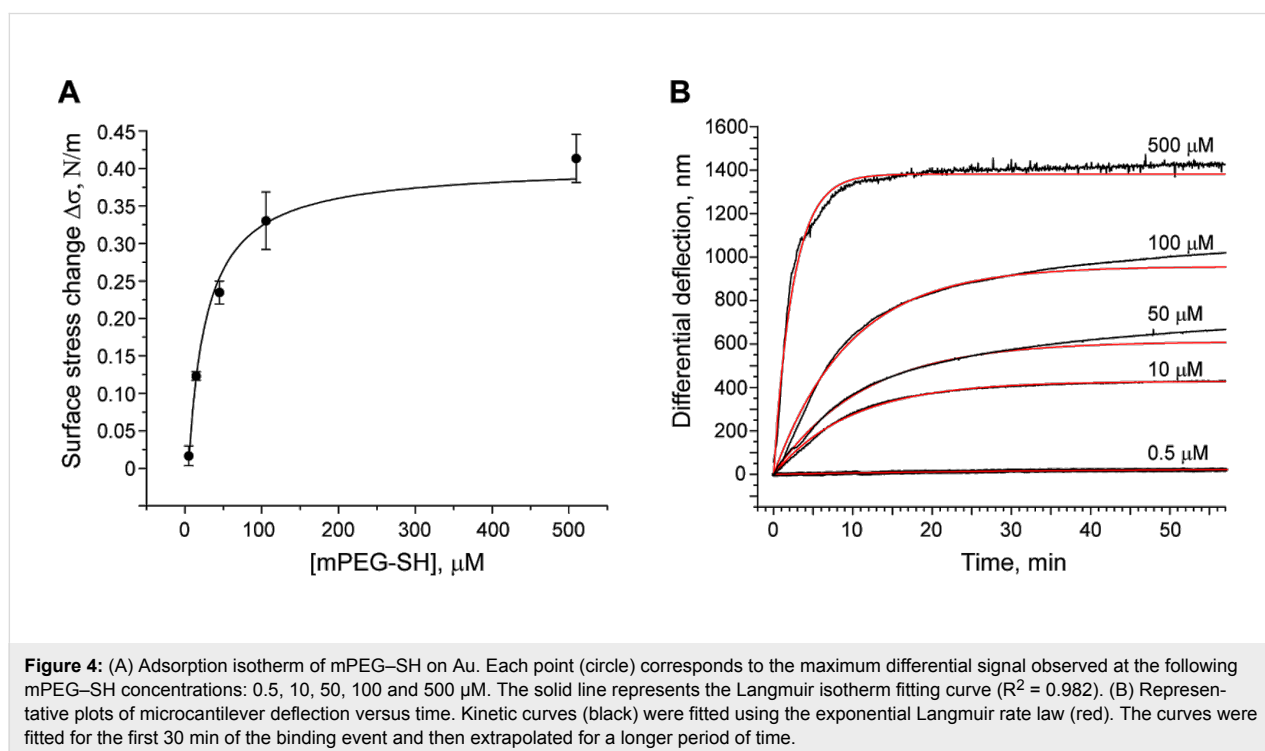 A
Surface stress change Δσ, N/m
0.45
0.40
0.35
0.30
0.25
0.20
0.15
0.10
0.05
0
0 100 200 300 400 500
[mPEG-SH], μM
B
Differential deflection, nm
1600
1400
1200
1000
800
600
400
200
0
500 μM
100 μM
50 μM
10 μM
0.5 μM
0 10 20 30 40 50
Time, min
Figure 4: (A) Adsorption isotherm of mPEG–SH on Au. Each point (circle) corresponds to the maximum differential signal observed at the following
mPEG–SH concentrations: 0.5, 10, 50, 100 and 500 μM. The solid line represents the Langmuir isotherm fitting curve (R² = 0.982). (B) Represen-
tative plots of microcantilever deflection versus time. Kinetic curves (black) were fitted using the exponential Langmuir rate law (red). The curves were
fitted for the first 30 min of the binding event and then extrapolated for a longer period of time.